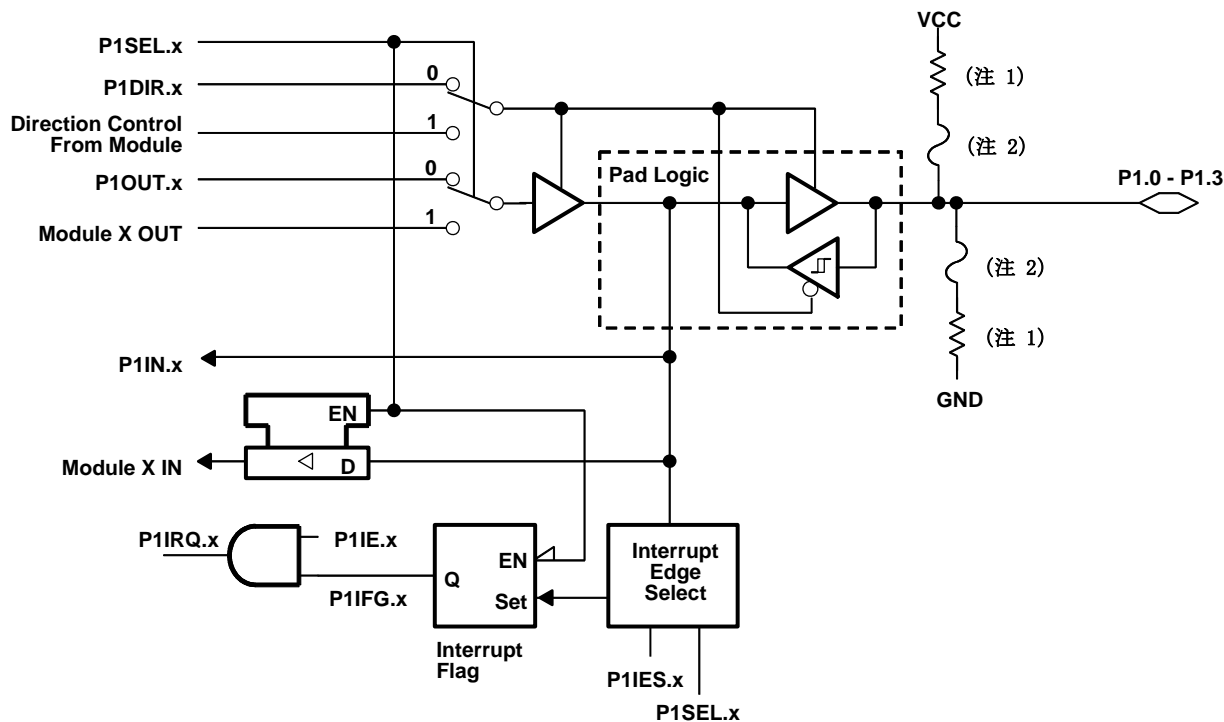 VCC
P1SEL.x
0
P1DIR.x
(注 1)
Direction Control
From Module
1
(注 2)
Pad Logic
0
P1OUT.x
P1.0 - P1.3
1
Module X OUT
(注 2)
(注 1)
P1IN.x
GND
EN
Module X IN
D
P1IRQ.x
P1IE.x
EN
Interrupt
Edge
Select
Q
P1IFG.x
Set
Interrupt
Flag
P1IES.x
P1SEL.x